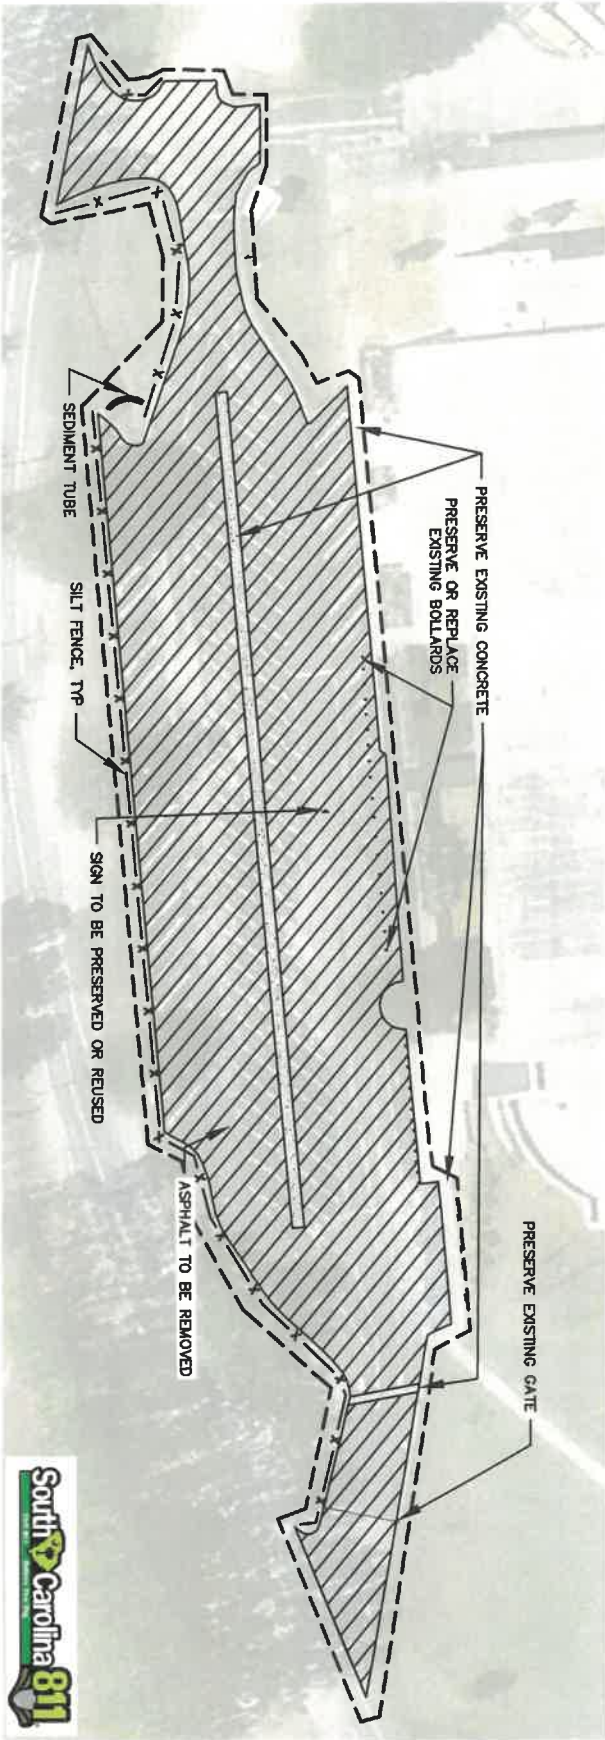 PRESERVE EXISTING CONCRETE
PRESERVE OR REPLACE
EXISTING BOLLARDS
PRESERVE EXISTING GATE
SEDIMENT TUBE
SILT FENCE, TYP
SIGN TO BE PRESERVED OR REUSED
ASPHALT TO BE REMOVED
South Carolina 811